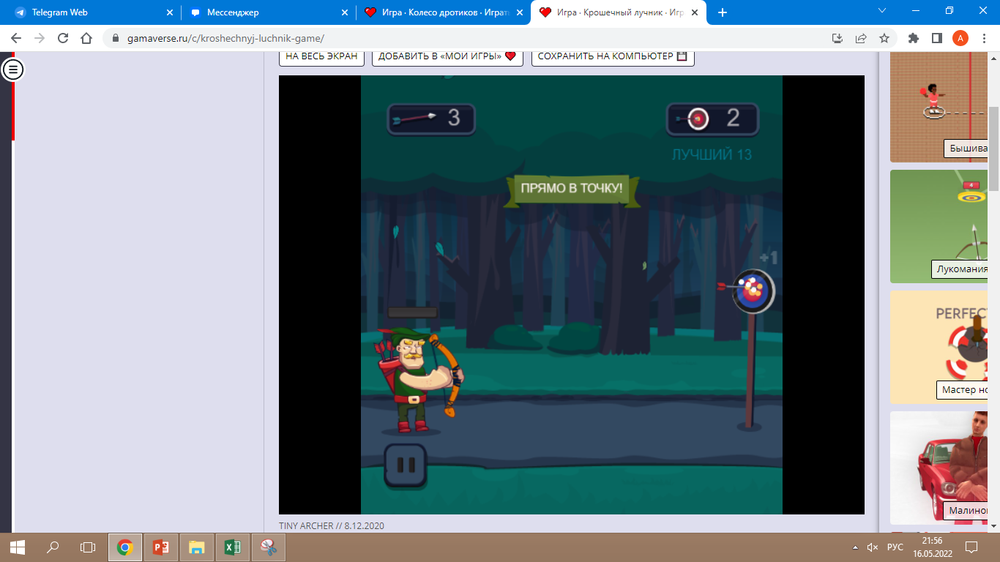 Telegram Web
Мессенджер
Игра · Колесо дротиков · Играть
Игра · Крошечный лучник · Игр
gamaverse.ru/c/kroshechnyj-luchnik-game/
А
НА ВЕСЬ ЭКРАН
ДОБАВИТЬ В «МОИ ИГРЫ»
СОХРАНИТЬ НА КОМПЬЮТЕР
3
2
ЛУЧШИЙ 13
ПРЯМО В ТОЧКУ!
+1
Бышива
4
Лукомания
PERFEC
Мастер но
Малино
TINY ARCHER // 8.12.2020
РУС
21:56
16.05.2022